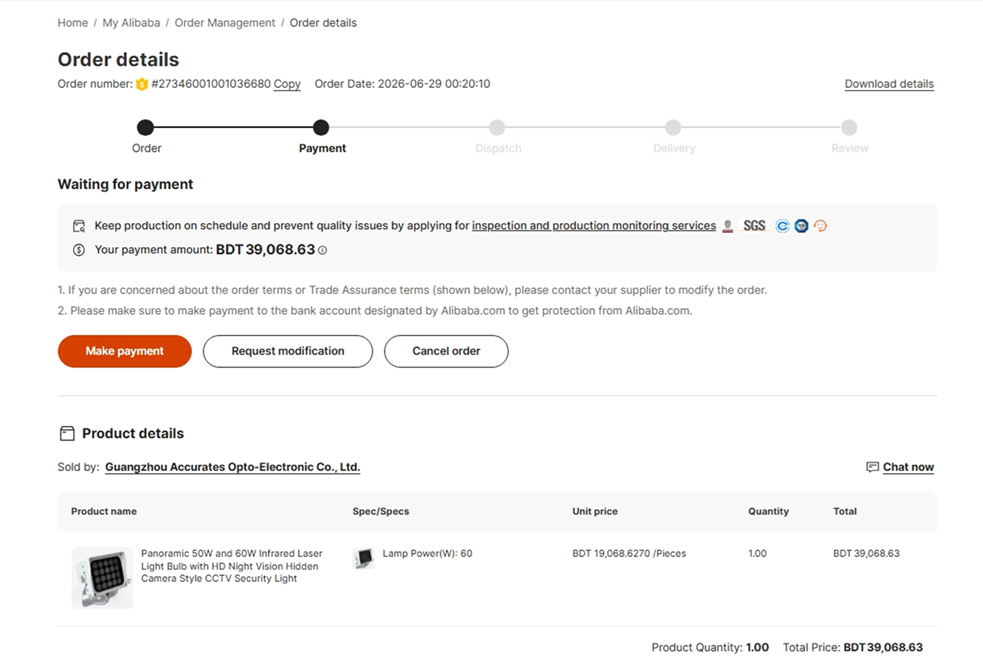 Home / My Alibaba / Order Management / Order details
Order details
Order number: #27346001001036680 Copy Order Date: 2026-06-29 00:20:10
Download details
Order
Payment
Dispatch
Delivery
Review
Waiting for payment
Keep production on schedule and prevent quality issues by applying for inspection and production monitoring services SGS
Your payment amount: BDT 39,068.63
1. If you are concerned about the order terms or Trade Assurance terms (shown below), please contact your supplier to modify the order.
2. Please make sure to make payment to the bank account designated by Alibaba.com to get protection from Alibaba.com.
Make payment
Request modification
Cancel order
Product details
Sold by: Guangzhou Accurates Opto-Electronic Co., Ltd.
Chat now
Product name Spec/Specs Unit price Quantity Total
Panoramic 50W and 60W Infrared Laser
Light Bulb with HD Night Vision Hidden
Camera Style CCTV Security Light
Lamp Power(W): 60
BDT 19,068.6270 /Pieces
1.00
BDT 39,068.63
Product Quantity: 1.00 Total Price: BDT 39,068.63